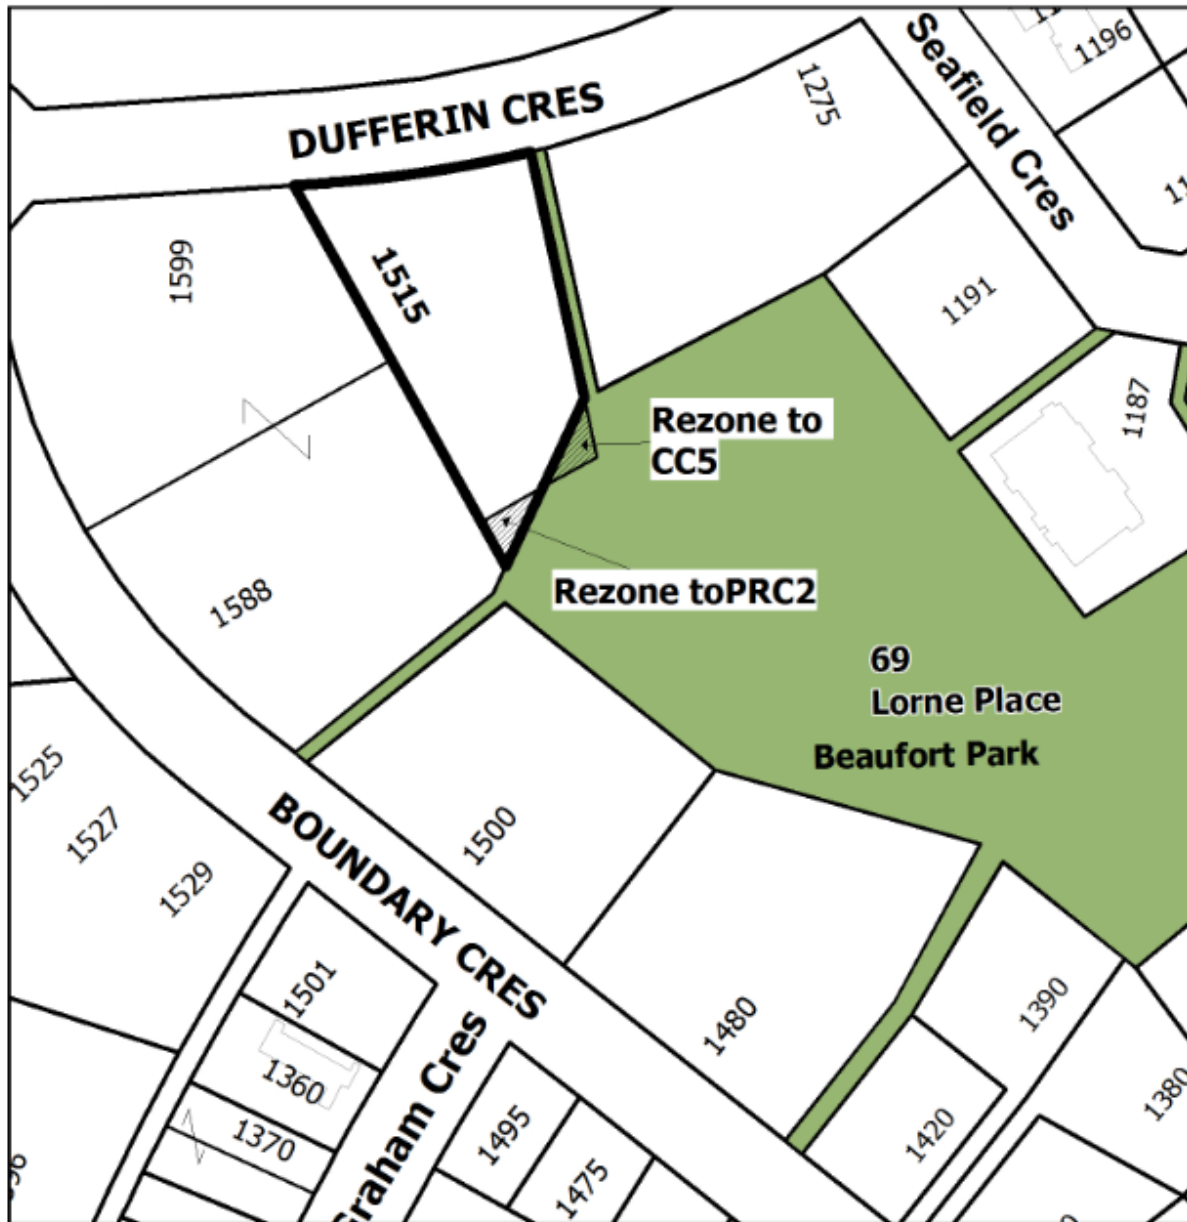 1196
Seafield Cres
1275
DUFFERIN CRES
1599
1515
1191
1187
Rezone to
CC5
Rezone toPRC2
1588
69
Lorne Place
Beaufort Park
1525
1527
1529
1500
BOUNDARY CRES
1480
1501
1360
1370
Graham Cres
1495
1475
1390
1420
1380